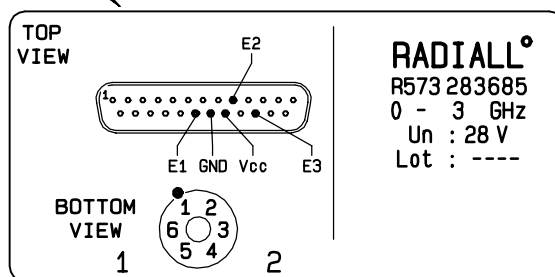 TOP
VIEW
E2
1
E1 GND Vcc E3
BOTTOM
VIEW
1 2
6 3
5 4
1 2
RADIALL°
R573 283685
0 - 3 GHz
Un : 28 V
Lot : ----